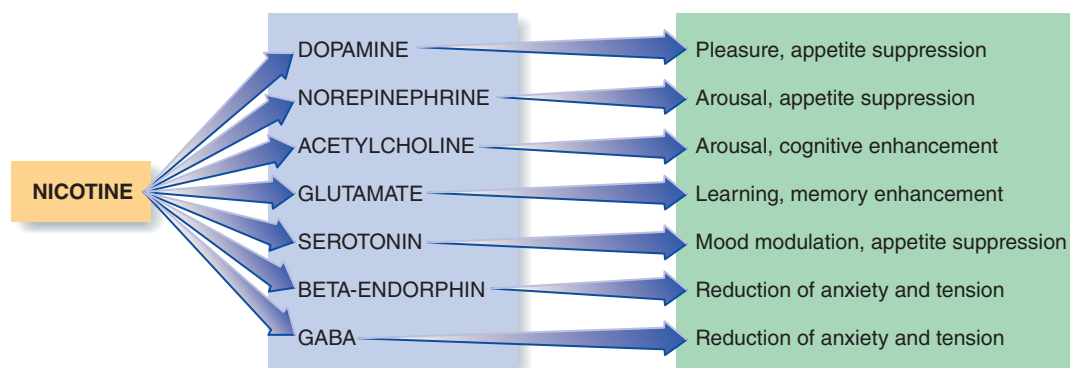 NICOTINE
DOPAMINE
Pleasure, appetite suppression
NOREPINEPHRINE
Arousal, appetite suppression
ACETYLCHOLINE
Arousal, cognitive enhancement
GLUTAMATE
Learning, memory enhancement
SEROTONIN
Mood modulation, appetite suppression
BETA-ENDORPHIN
Reduction of anxiety and tension
GABA
Reduction of anxiety and tension